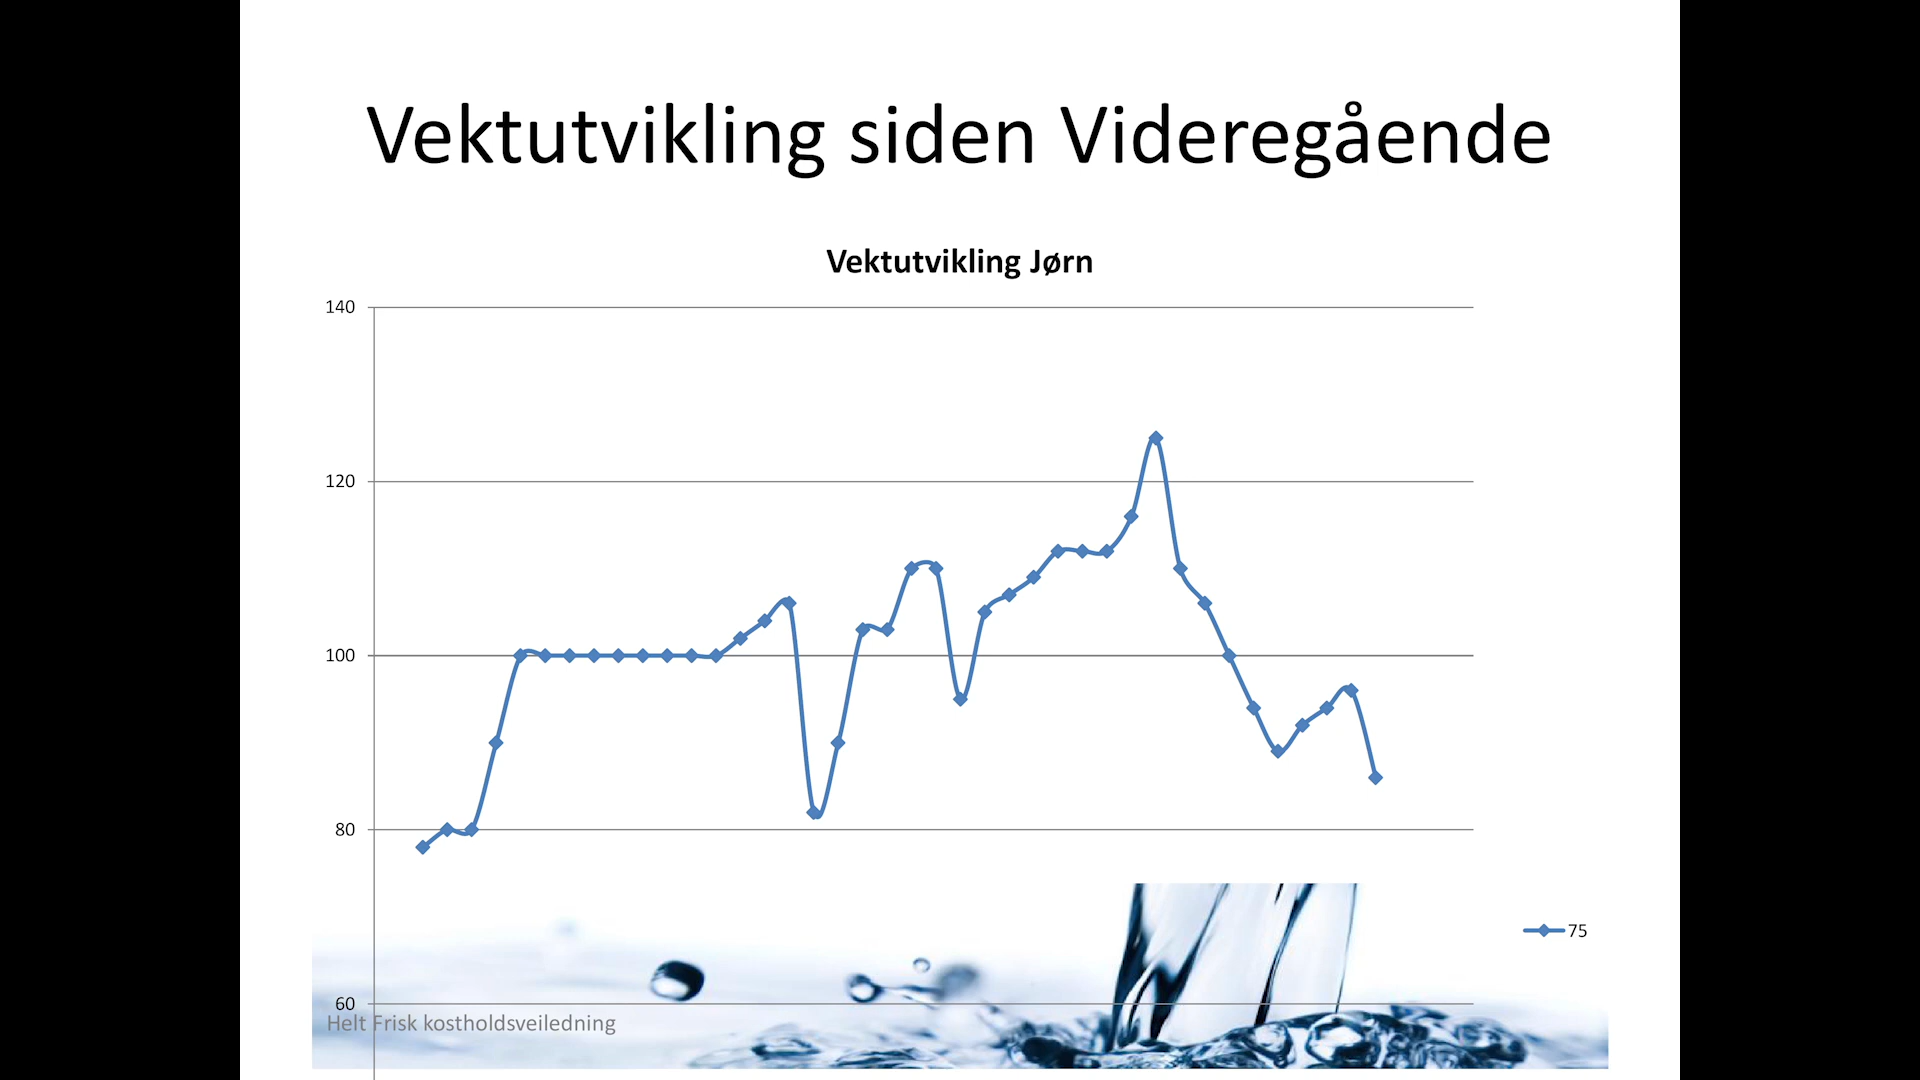 Vektutvikling siden Videregående
Vektutvikling Jørn
140
120
100
80
75
60
Helt Frisk kostholdsveiledning